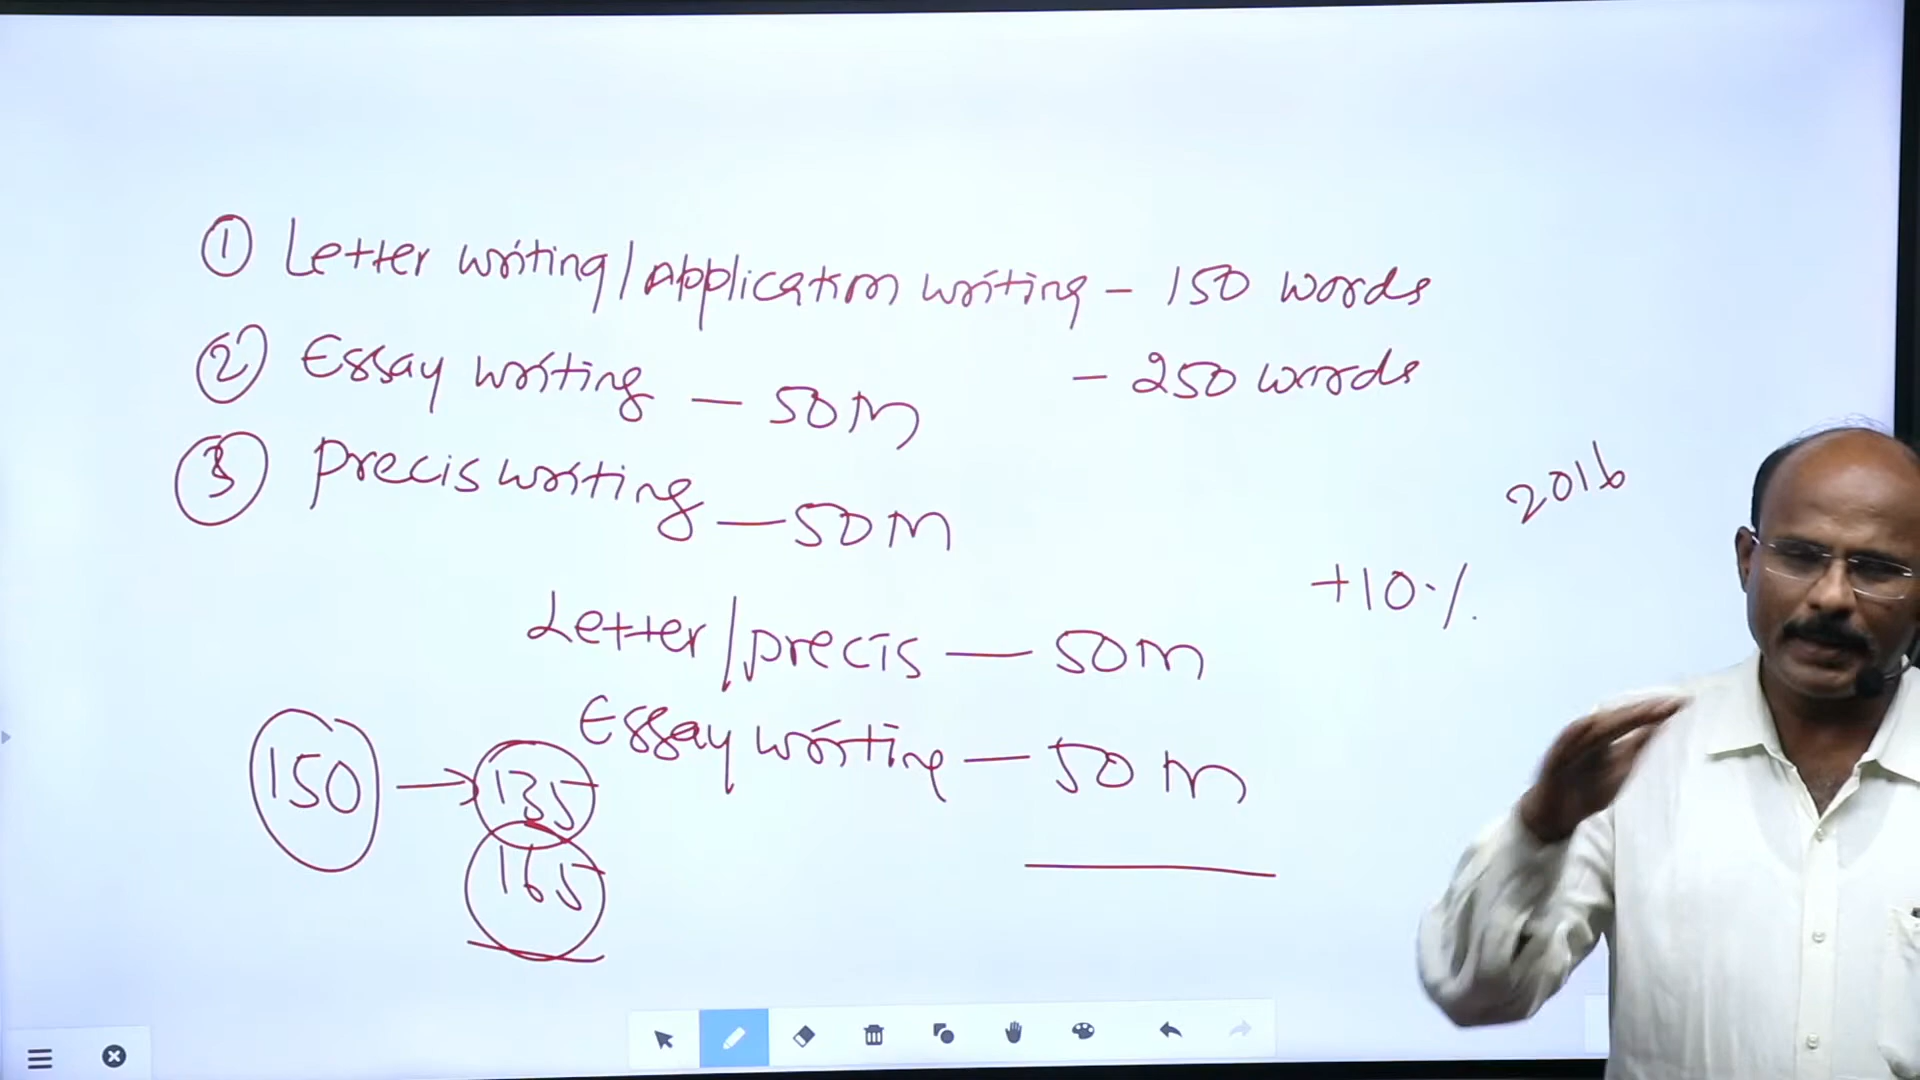 ① Letter writing/Application writing - 150 words
② Essay writing - 50M - 250 words
③ Precis writing - 50M
2016
+10%
Letter/precis - 50m
Essay writing - 50m
150 → 135
165